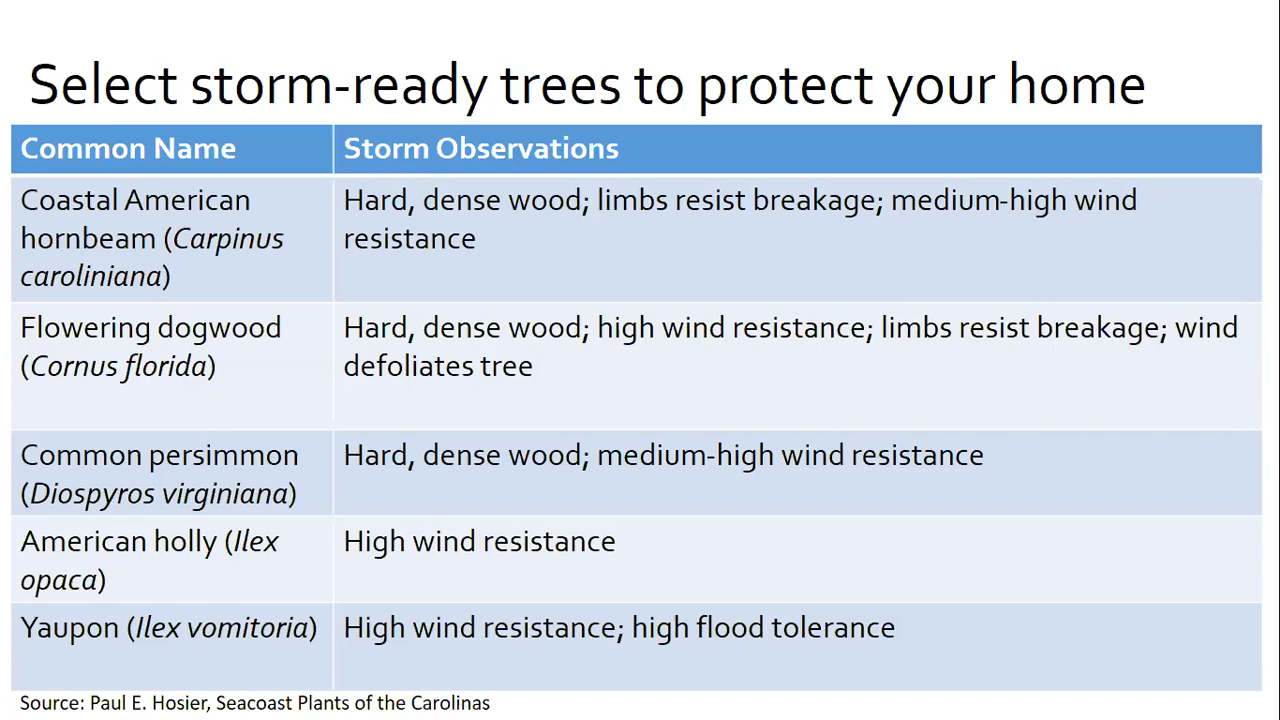 Select storm-ready trees to protect your home
Common Name
Storm Observations
Coastal American
hornbeam (Carpinus
caroliniana)
Hard, dense wood; limbs resist breakage; medium-high wind
resistance
Flowering dogwood
(Cornus florida)
Hard, dense wood; high wind resistance; limbs resist breakage; wind
defoliates tree
Common persimmon
(Diospyros virginiana)
Hard, dense wood; medium-high wind resistance
American holly (Ilex
opaca)
High wind resistance
Yaupon (Ilex vomitoria)
High wind resistance; high flood tolerance
Source: Paul E. Hosier, Seacoast Plants of the Carolinas